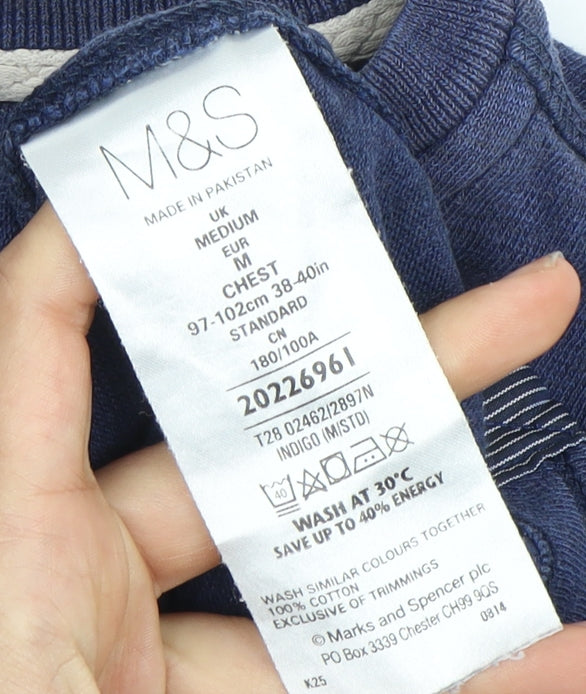 M&S
MADE IN PAKISTAN
UK
MEDIUM
EUR
M
CHEST
97-102cm 38-40in
STANDARD
CN
180/100A
20226961
T28 02462/2897N
INDIGO (M/STD)
40
WASH AT 30°C
SAVE UP TO 40% ENERGY
WASH SIMILAR COLOURS TOGETHER
100% COTTON
EXCLUSIVE OF TRIMMINGS
©Marks and Spencer plc
PO Box 3339 Chester CH99 9QS
0814
K25